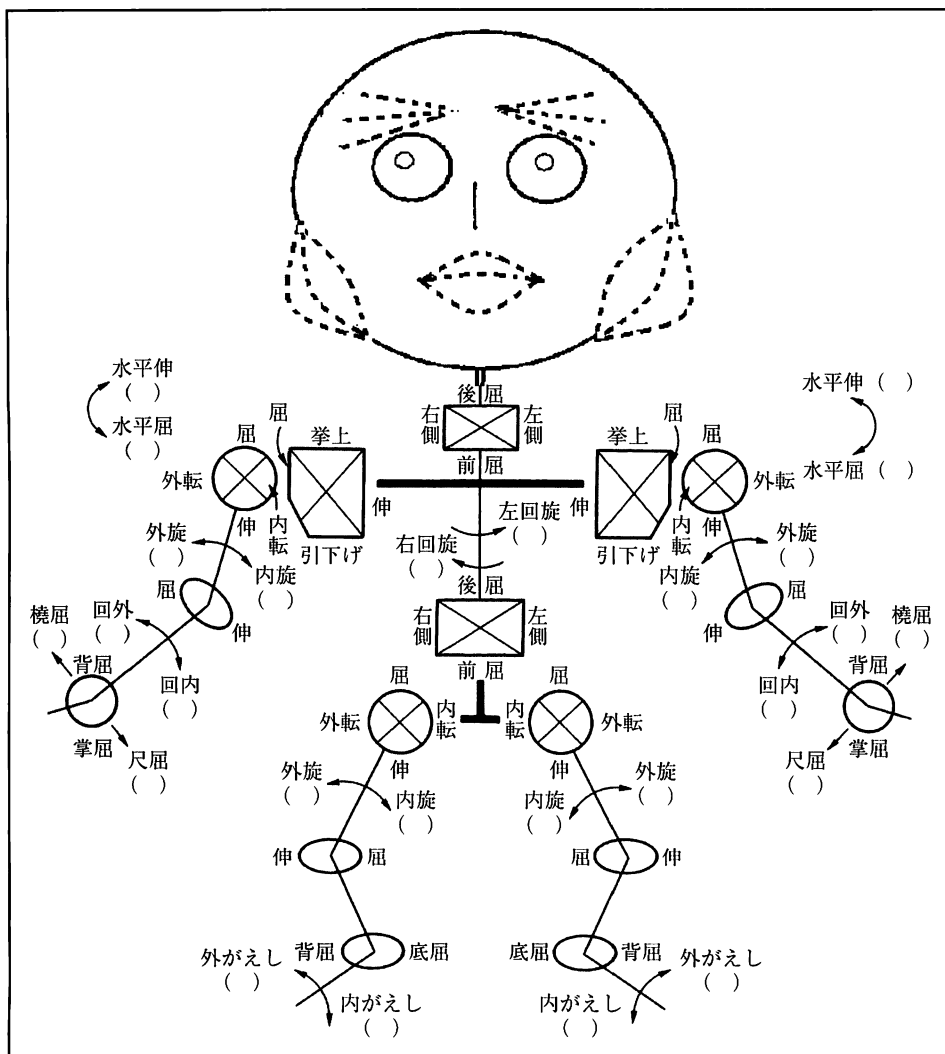 後屈
右側
左側
前屈
水平伸
( )
水平屈
( )
屈
外転
内転
伸
屈
挙上
引下げ
伸
水平伸 ( )
水平屈 ( )
伸
挙上
引下げ
屈
屈
外転
内転
伸
左回旋
( )
右回旋
( )
外旋
( )
内旋
( )
屈
伸
橈屈
( )
回外
( )
背屈
回内
( )
掌屈
尺屈
( )
外旋
( )
内旋
( )
屈
伸
回外
( )
橈屈
( )
背屈
回内
( )
掌屈
尺屈
( )
後屈
右側
左側
前屈
屈
外転
内転
伸
屈
内転
外転
伸
外旋
( )
内旋
( )
内旋
( )
外旋
( )
伸
屈
屈
伸
背屈
底屈
外がえし
( )
内がえし
( )
底屈
背屈
外がえし
( )
内がえし
( )